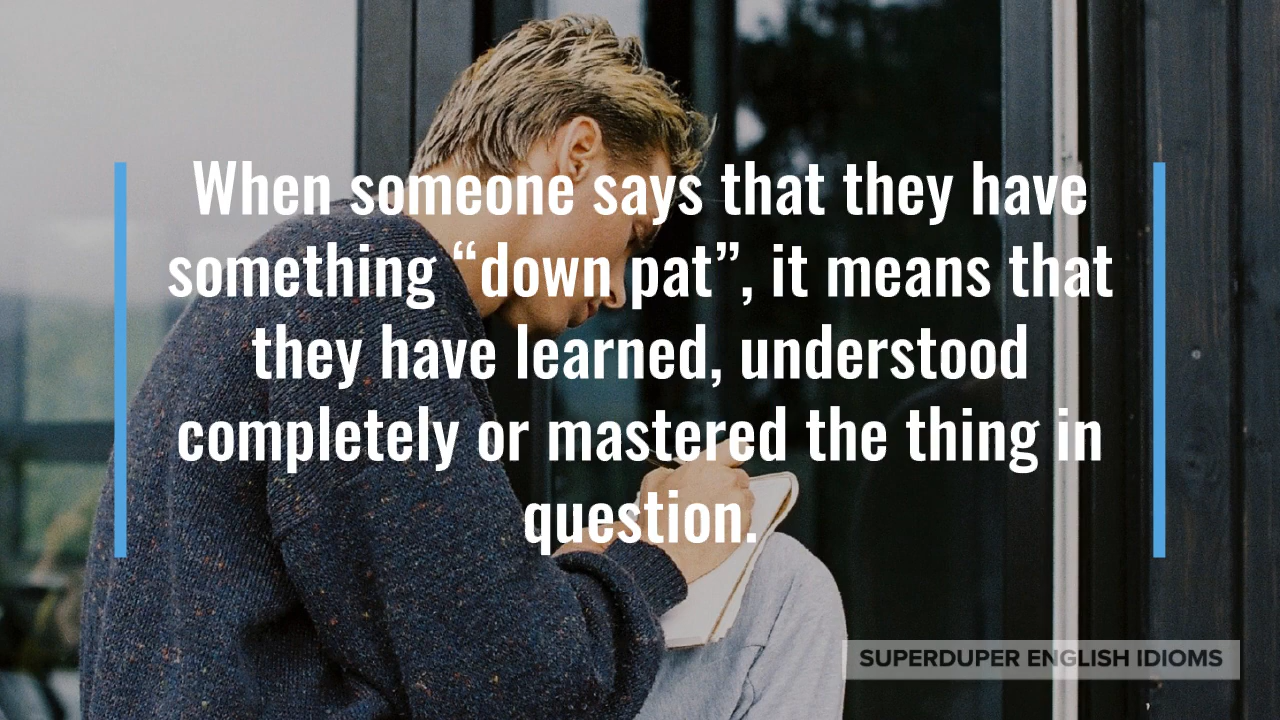 When someone says that they have
something “down pat”, it means that
they have learned, understood
completely or mastered the thing in
question.
SUPERDUPER ENGLISH IDIOMS